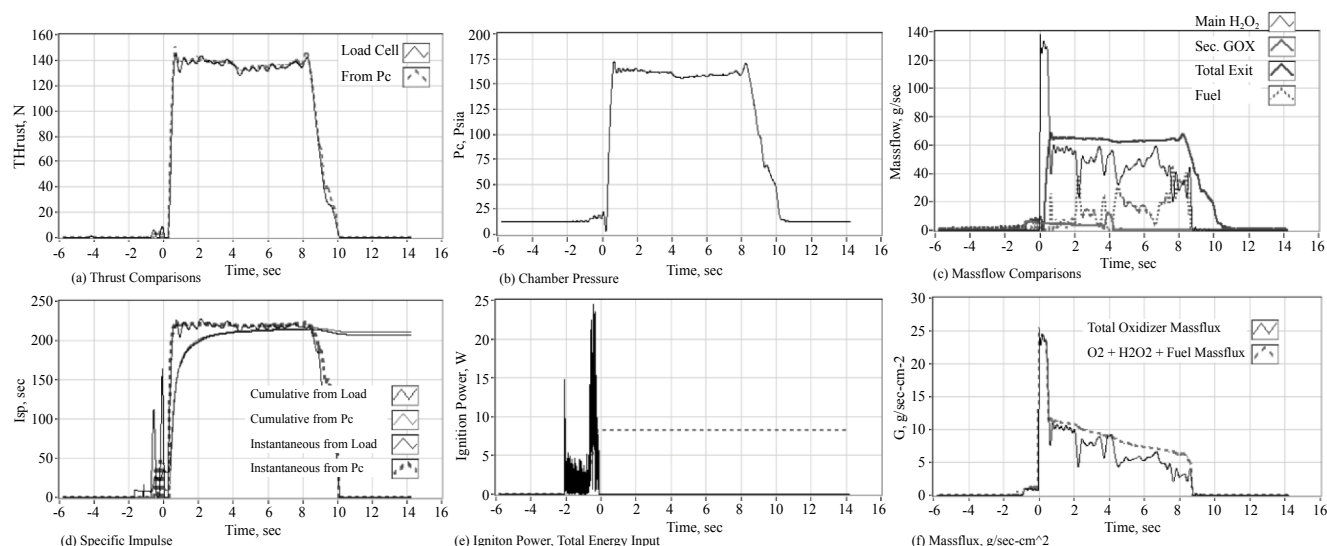 THrust, N
160
140
120
100
80
60
40
20
0
-6 -4 -2 0 2 4 6 8 10 12 14 16
Time, sec
Load Cell
From Pc
(a) Thrust Comparisons
Pc, Psia
200
175
150
125
100
75
50
25
0
-6 -4 -2 0 2 4 6 8 10 12 14 16
Time, sec
(b) Chamber Pressure
Massflow, g/sec
140
120
100
80
60
40
20
0
-6 -4 -2 0 2 4 6 8 10 12 14 16
Time, sec
Main H₂O₂
Sec. GOX
Total Exit
Fuel
(c) Massflow Comparisons
Isp, sec
250
200
150
100
50
0
-6 -4 -2 0 2 4 6 8 10 12 14 16
Time, sec
Cumulative from Load
Cumulative from Pc
Instantaneous from Load
Instantaneous from Pc
(d) Specific Impulse
Ignition Power, W
25
20
15
10
5
0
-6 -4 -2 0 2 4 6 8 10 12 14 16
Time, sec
(e) Igniton Power, Total Energy Input
G, g/sec-cm-2
30
25
20
15
10
5
0
-6 -4 -2 0 2 4 6 8 10 12 14 16
Time, sec
Total Oxidizer Massflux
O2 + H2O2 + Fuel Massflux
(f) Massflux, g/sec-cm^2